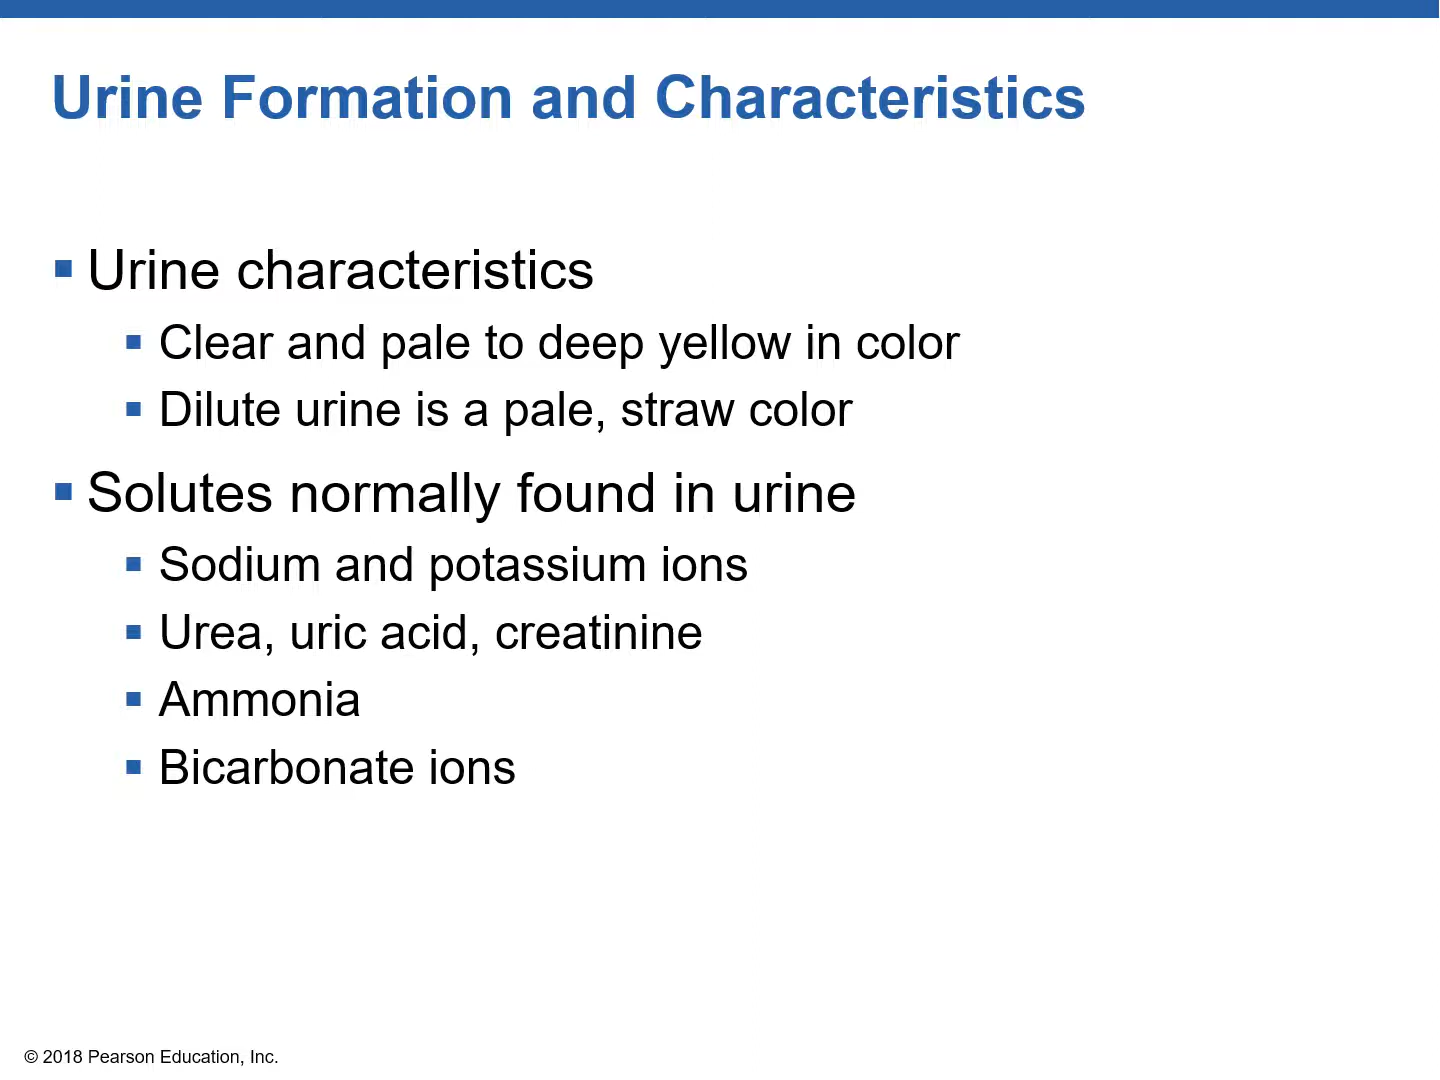 Urine Formation and Characteristics
Urine characteristics
Clear and pale to deep yellow in color
Dilute urine is a pale, straw color
Solutes normally found in urine
Sodium and potassium ions
Urea, uric acid, creatinine
Ammonia
Bicarbonate ions
© 2018 Pearson Education, Inc.